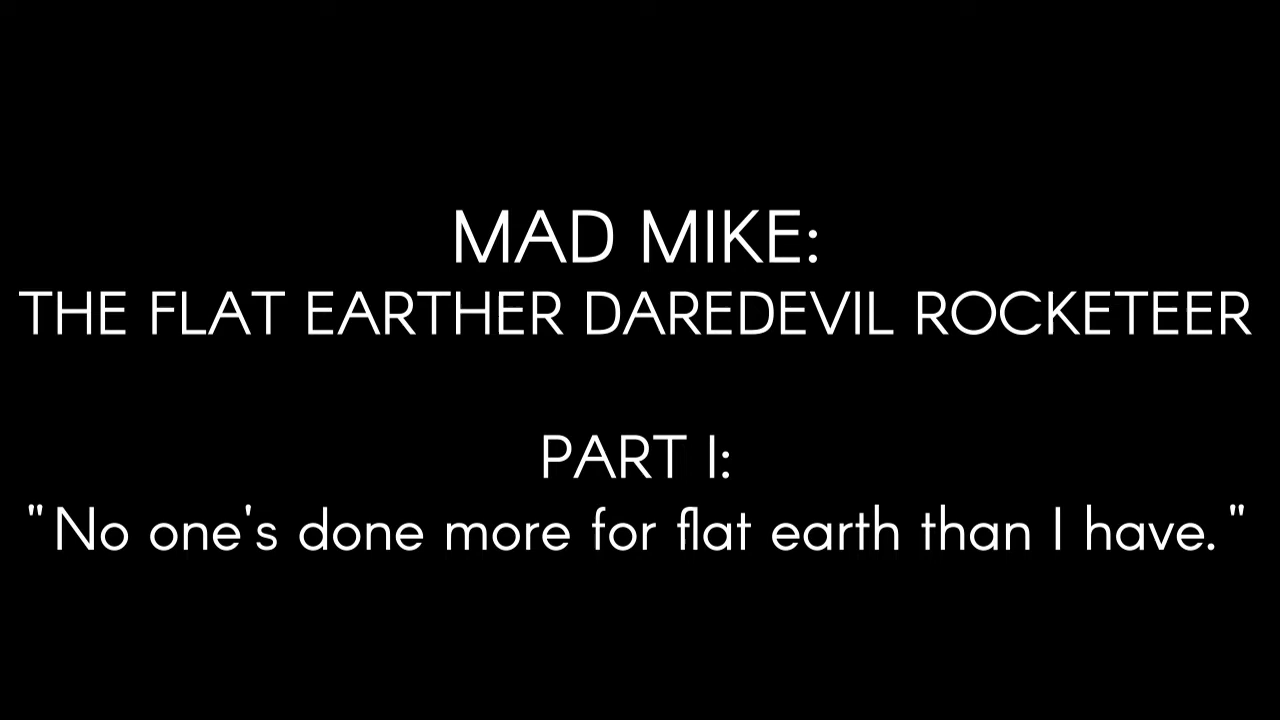 MAD MIKE:
THE FLAT EARTHER DAREDEVIL ROCKETEER
PART I:
"No one's done more for flat earth than I have."